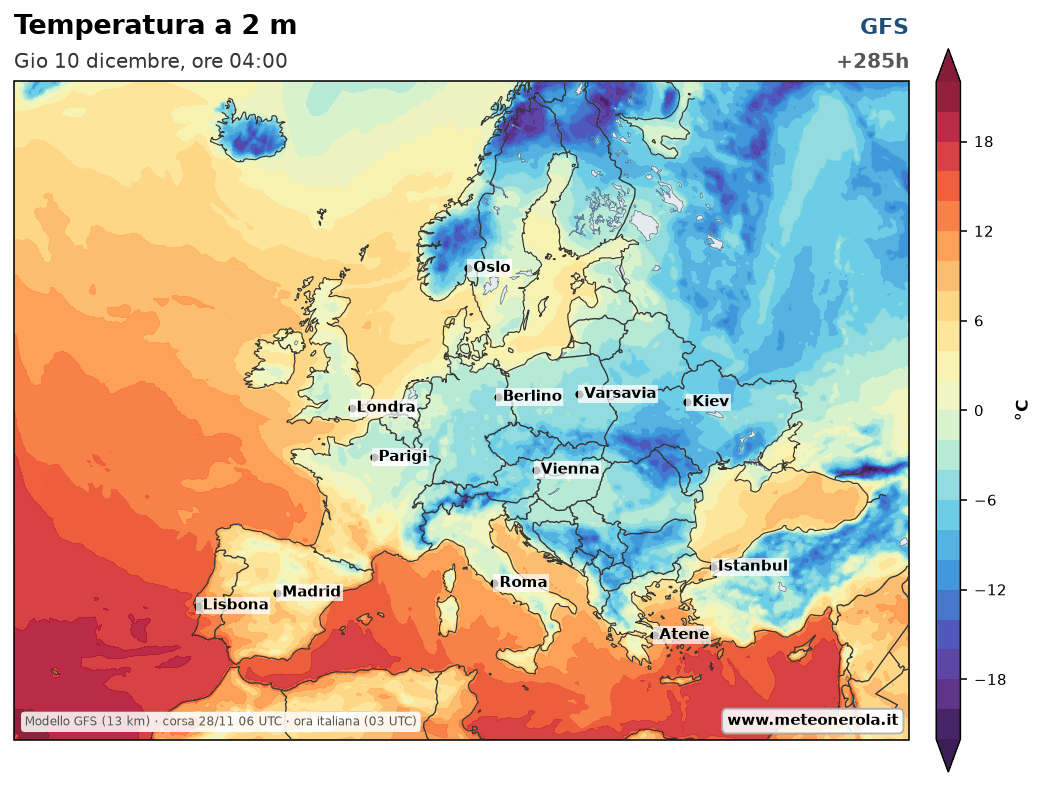 Temperatura a 2 m
GFS
Gio 10 dicembre, ore 04:00
+285h
18
12
6
0
−6
−12
−18
°C
Oslo
Londra
Berlino
Varsavia
Kiev
Parigi
Vienna
Istanbul
Roma
Madrid
Lisbona
Atene
Modello GFS (13 km) · corsa 28/11 06 UTC · ora italiana (03 UTC)
www.meteonerola.it